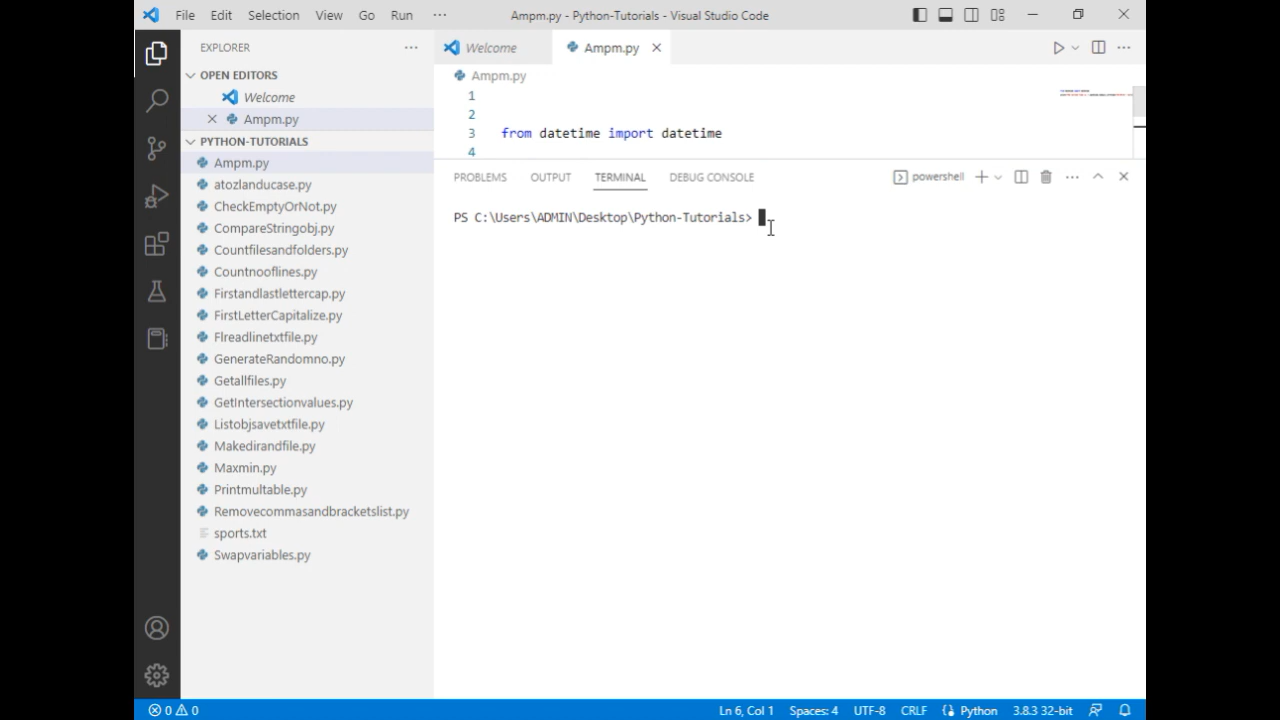 File Edit Selection View Go Run ··· Ampm.py - Python-Tutorials - Visual Studio Code
EXPLORER ···
OPEN EDITORS
Welcome
Ampm.py
PYTHON-TUTORIALS
Ampm.py
atozlanducase.py
CheckEmptyOrNot.py
CompareStringobj.py
Countfilesandfolders.py
Countnooflines.py
Firstandlastlettercap.py
FirstLetterCapitalize.py
Flreadlinetxtfile.py
GenerateRandomno.py
Getallfiles.py
GetIntersectionvalues.py
Listobjsavetxtfile.py
Makedirandfile.py
Maxmin.py
Printmultable.py
Removecommasandbracketslist.py
sports.txt
Swapvariables.py
Welcome Ampm.py
Ampm.py
1
2
3 from datetime import datetime
4
PROBLEMS OUTPUT TERMINAL DEBUG CONSOLE powershell
PS C:\Users\ADMIN\Desktop\Python-Tutorials>
0 0 Ln 6, Col 1 Spaces: 4 UTF-8 CRLF Python 3.8.3 32-bit